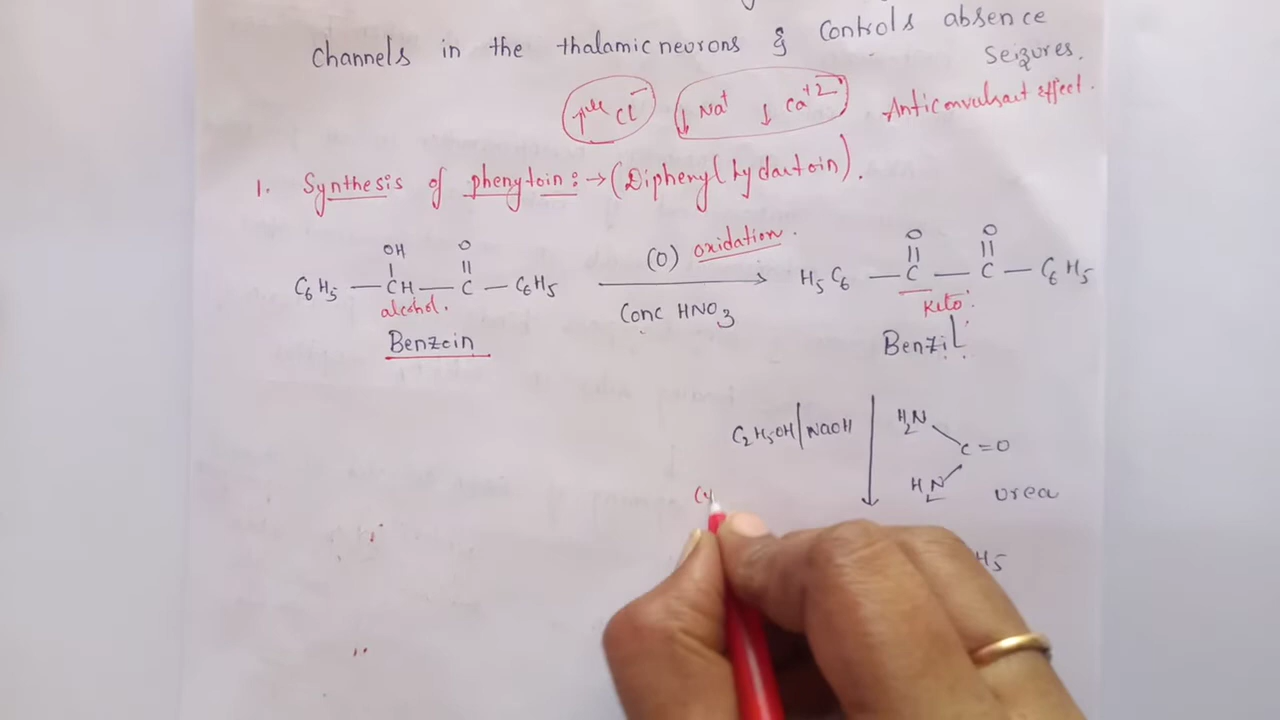 channels in the thalamic neurons & controls absence
seizures.
Cl⁻ ↓ Na⁺ ↓ Ca⁺² Anticonvulsant effect.
1. Synthesis of phenytoin :→ (Diphenyl hydantoin).
OH O (O) oxidation. O O
C6H5 — CH — C — C6H5 H5C6 — C — C — C6H5
alcohol. Conc HNO3 Keto.
Benzoin Benzil
C2H5OH | NaOH H2N
C=O
H2N urea
H5